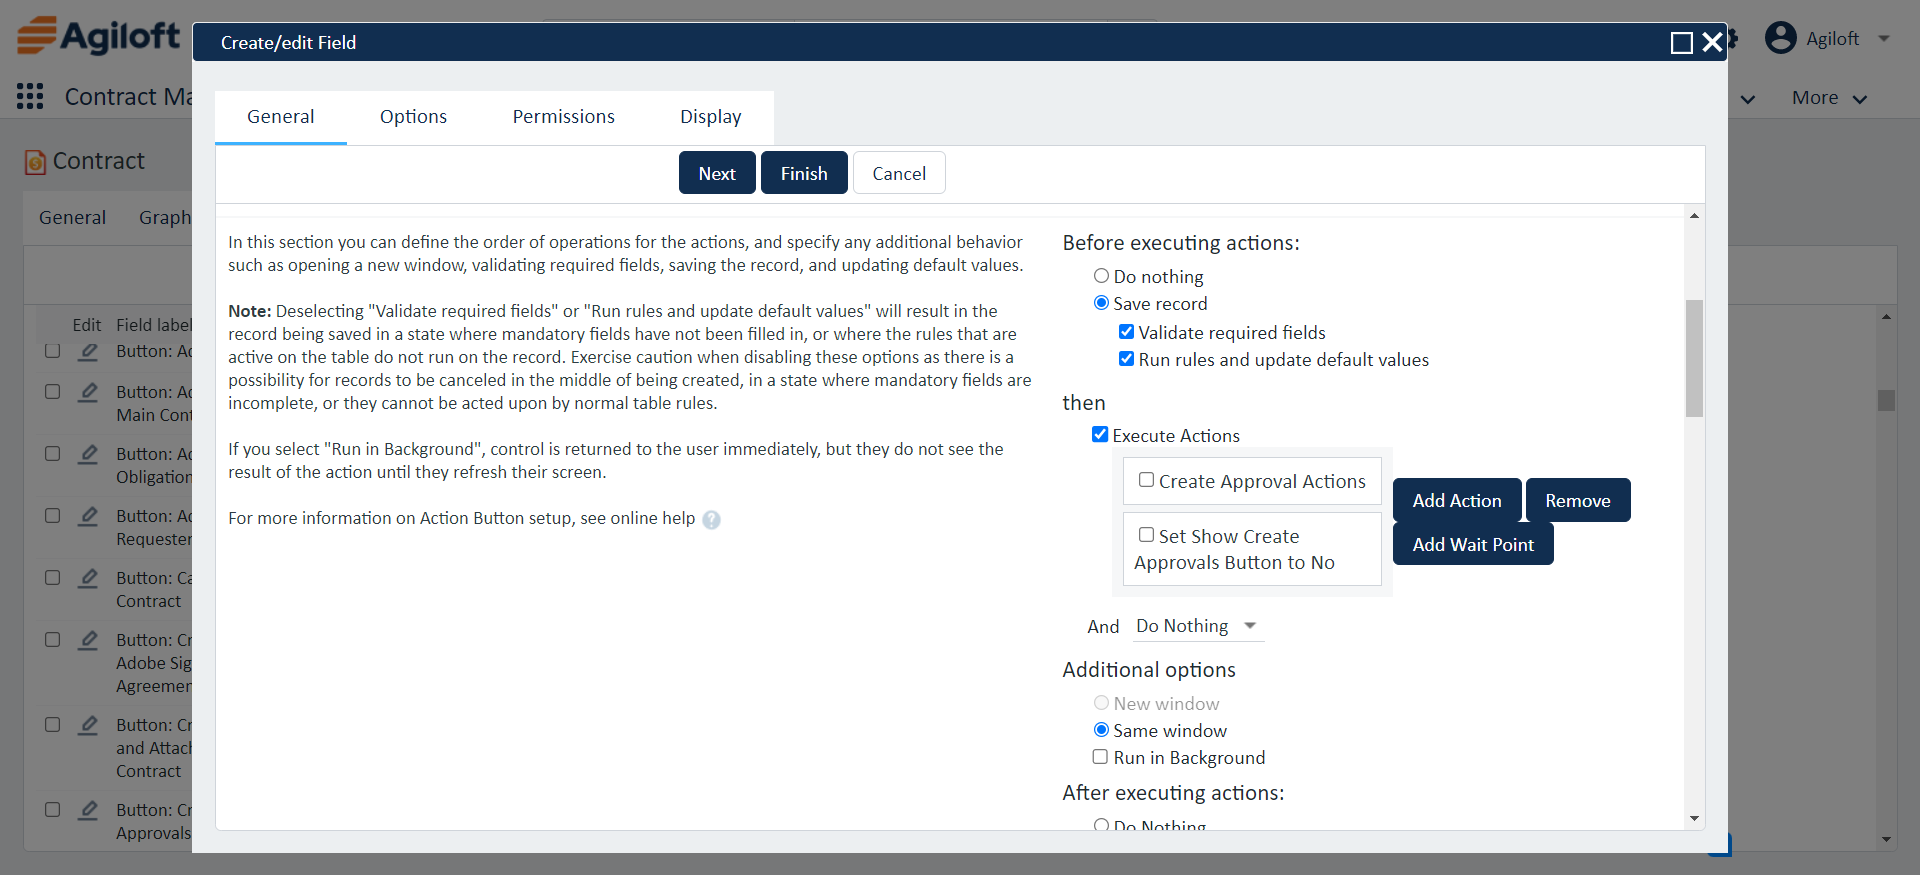 Agiloft
Create/edit Field
Agiloft
Contract Ma
More
General
Options
Permissions
Display
Contract
Next
Finish
Cancel
General
Graph
In this section you can define the order of operations for the actions, and specify any additional behavior
such as opening a new window, validating required fields, saving the record, and updating default values.
Note: Deselecting "Validate required fields" or "Run rules and update default values" will result in the
record being saved in a state where mandatory fields have not been filled in, or where the rules that are
active on the table do not run on the record. Exercise caution when disabling these options as there is a
possibility for records to be canceled in the middle of being created, in a state where mandatory fields are
incomplete, or they cannot be acted upon by normal table rules.
If you select "Run in Background", control is returned to the user immediately, but they do not see the
result of the action until they refresh their screen.
For more information on Action Button setup, see online help ?
Before executing actions:
Do nothing
Save record
Validate required fields
Run rules and update default values
then
Execute Actions
Create Approval Actions
Set Show Create
Approvals Button to No
Add Action
Remove
Add Wait Point
And
Do Nothing
Additional options
New window
Same window
Run in Background
After executing actions:
Do Nothing
Edit
Field label
Button: Ad
Button: Ad
Main Cont
Button: Ad
Obligation
Button: Ad
Requester
Button: Ca
Contract
Button: Cr
Adobe Sig
Agreemen
Button: Cr
and Attach
Contract
Button: Cr
Approvals